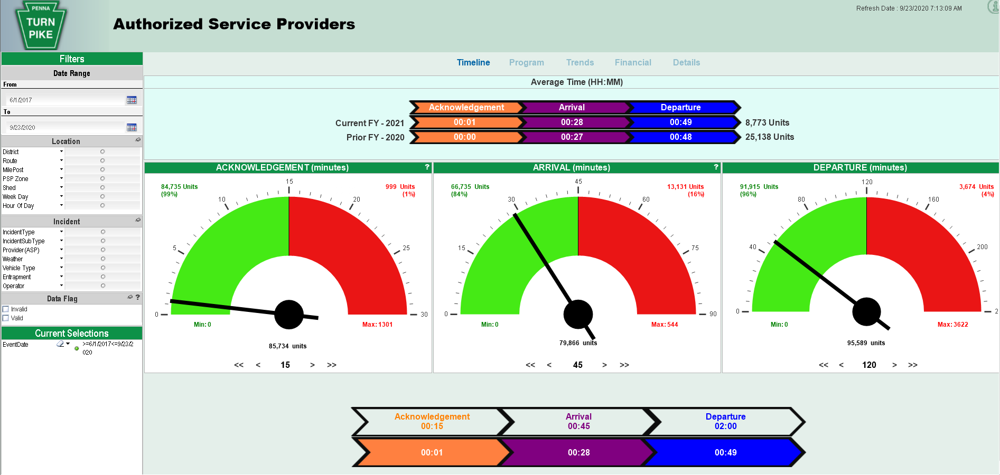 PENNA
TURN
PIKE
Authorized Service Providers
Refresh Date : 9/23/2020 7:13:09 AM
Filters
Date Range
From
6/1/2017
To
9/23/2020
Location
District
Route
MilePost
PSP Zone
Shed
Week Day
Hour Of Day
Incident
IncidentType
IncidentSubType
Provider(ASP)
Weather
Vehicle Type
Entrapment
Operator
Data Flag ?
Invalid
Valid
Current Selections
EventDate >=6/1/2017<=9/23/2
020
Timeline Program Trends Financial Details
Average Time (HH:MM)
Acknowledgement Arrival Departure
Current FY - 2021 00:01 00:28 00:49 8,773 Units
Prior FY - 2020 00:00 00:27 00:48 25,138 Units
ACKNOWLEDGEMENT (minutes) ?
84,735 Units
(99%)
999 Units
(1%)
0 5 10 15 20 25 30
Min: 0 Max: 1301
85,734 units
<< < 15 > >>
ARRIVAL (minutes) ?
66,735 Units
(84%)
13,131 Units
(16%)
0 15 30 45 60 75 90
Min: 0 Max: 544
79,866 units
<< < 45 > >>
DEPARTURE (minutes)
91,915 Units
(96%)
3,674 Units
(4%)
0 40 80 120 160 200 2
Min: 0 Max: 3622
95,589 units
<< < 120 > >>
Acknowledgement Arrival Departure
00:15 00:45 02:00
00:01 00:28 00:49